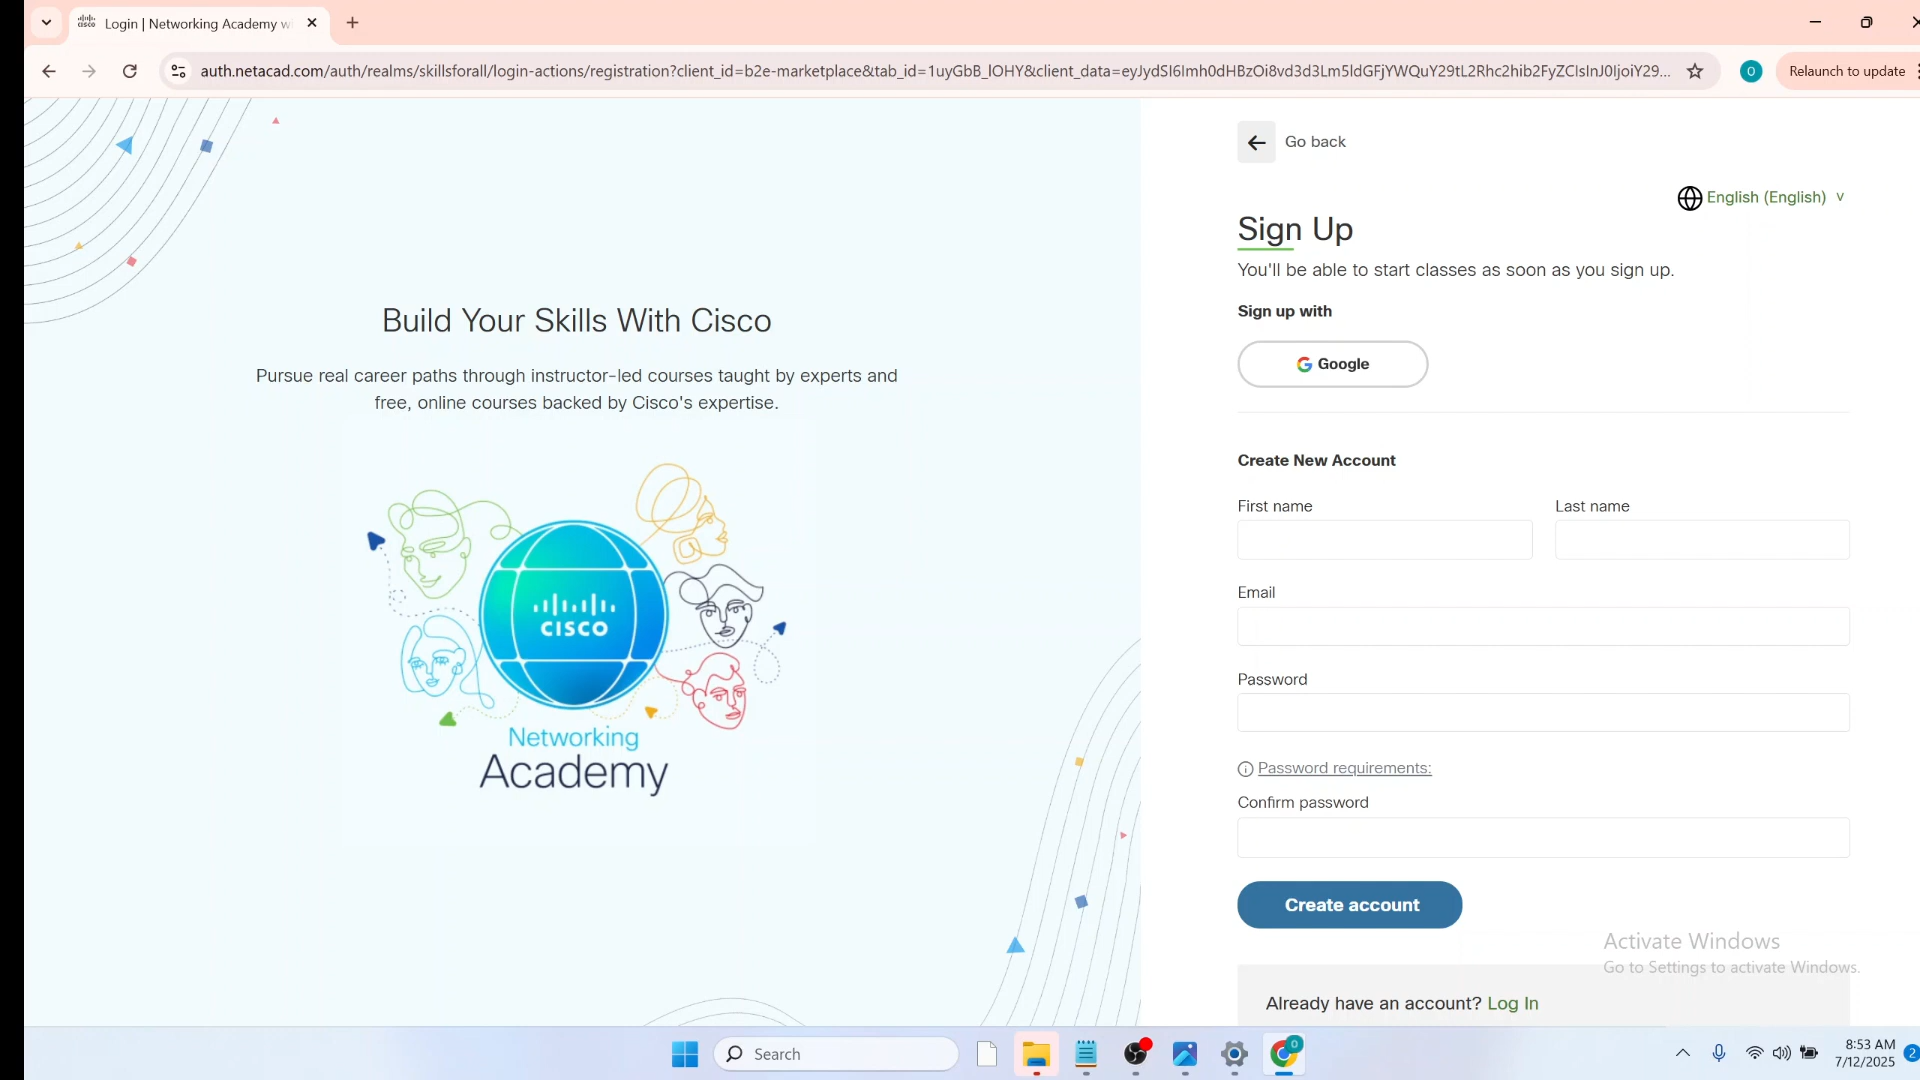 Login | Networking Academy w
auth.netacad.com/auth/realms/skillsforall/login-actions/registration?client_id=b2e-marketplace&tab_id=1uyGbB_lOHY&client_data=eyJydSI6Imh0dHBzOi8vd3d3Lm5ldGFjYWQuY29tL2Rhc2hib2FyZCIsInJ0IjoiY29...
O
Relaunch to update
Go back
English (English)
Sign Up
You'll be able to start classes as soon as you sign up.
Sign up with
Google
Build Your Skills With Cisco
Pursue real career paths through instructor-led courses taught by experts and
free, online courses backed by Cisco's expertise.
CISCO
Networking
Academy
Create New Account
First name
Last name
Email
Password
Password requirements:
Confirm password
Create account
Activate Windows
Go to Settings to activate Windows.
Already have an account? Log In
Search
8:53 AM
7/12/2025
2